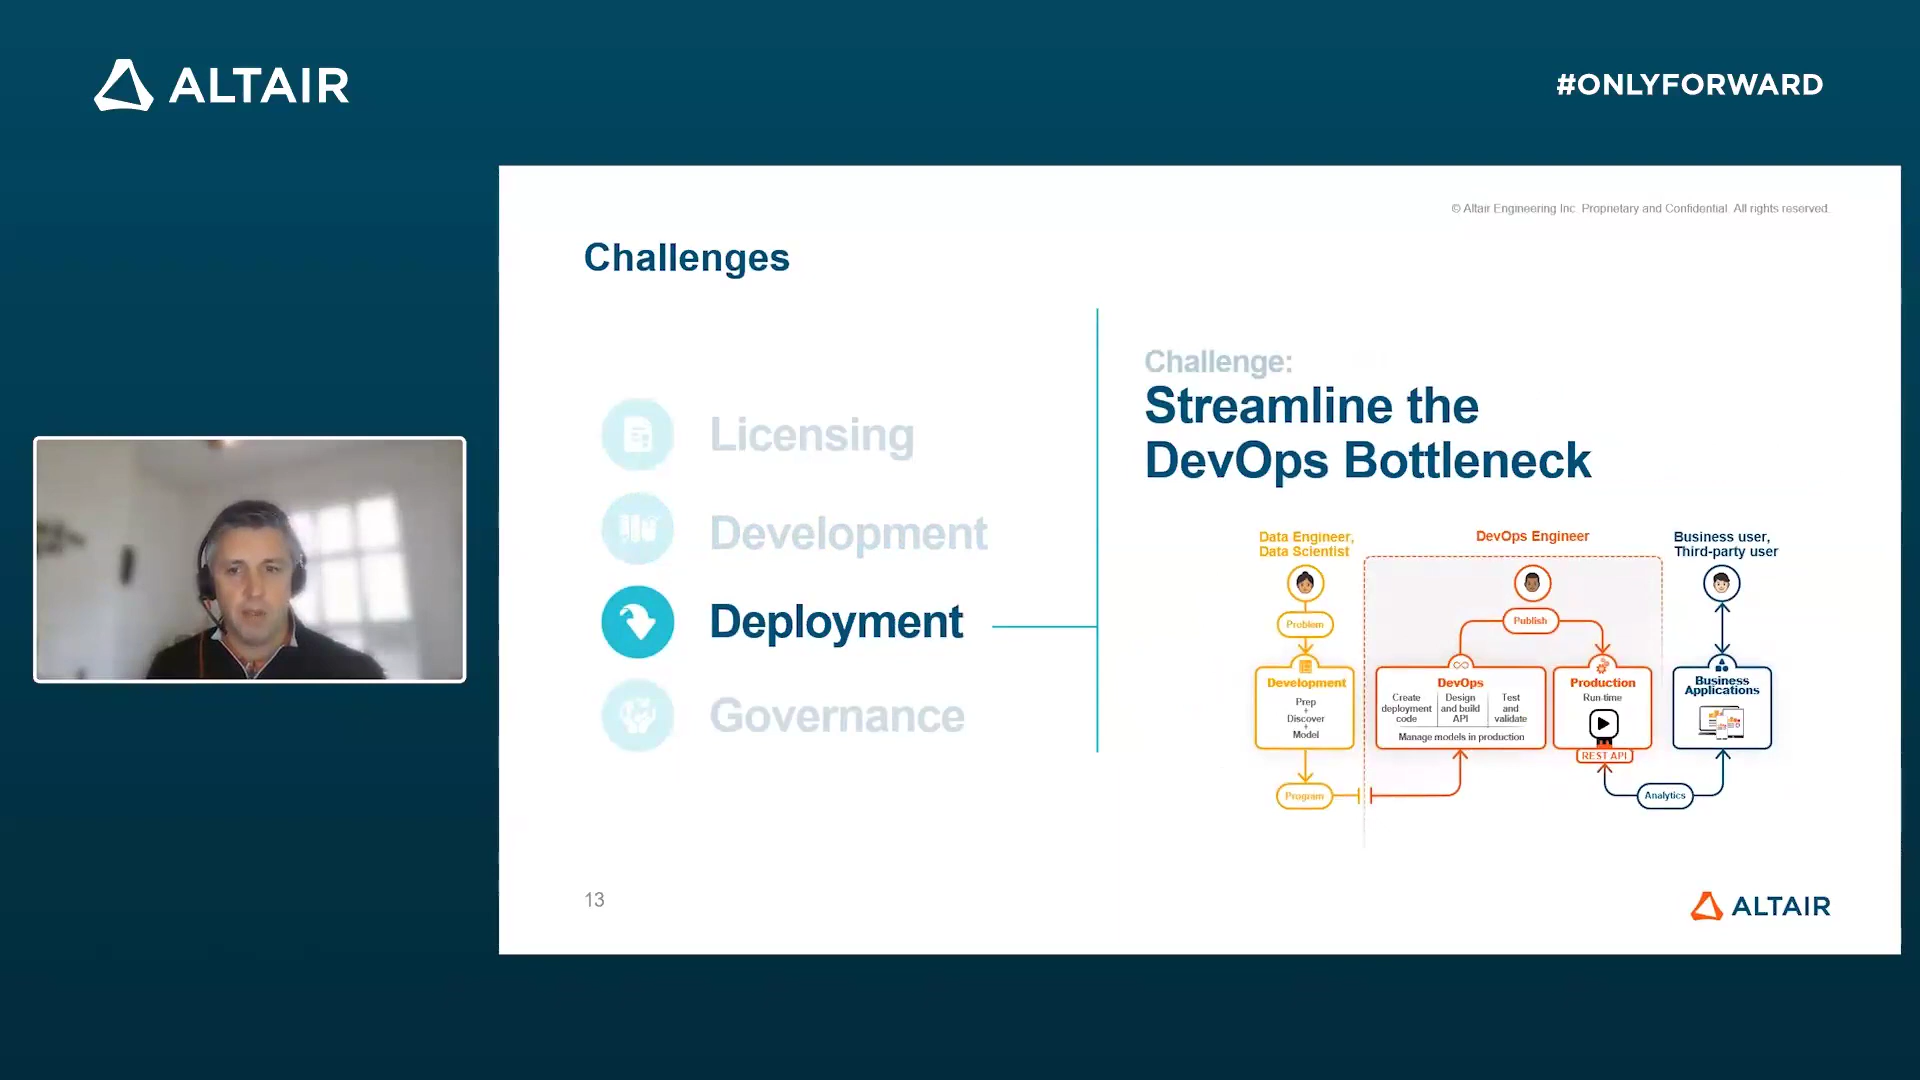 ALTAIR
#ONLYFORWARD
© Altair Engineering Inc. Proprietary and Confidential. All rights reserved.
Challenges
Licensing
Development
Deployment
Governance
Challenge:
Streamline the
DevOps Bottleneck
Data Engineer,
Data Scientist
DevOps Engineer
Business user,
Third-party user
Problem
Publish
Development
Prep
+
Discover
+
Model
DevOps
Create
deployment
code
Design
and build
API
Test
and
validate
Manage models in production
Production
Run-time
REST API
Business
Applications
Program
Analytics
13
ALTAIR